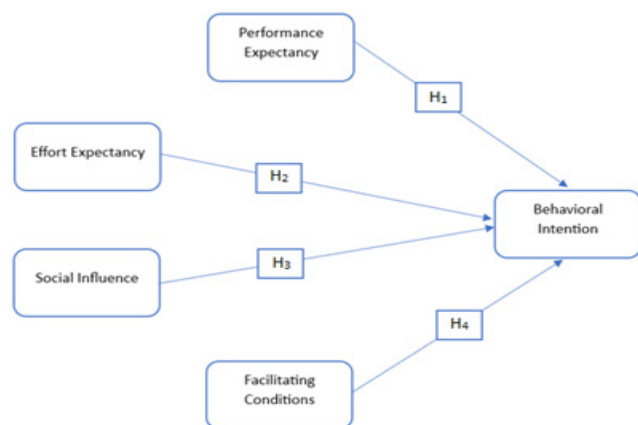 Performance
Expectancy
H₁
Effort Expectancy
H₂
Behavioral
Intention
Social Influence
H₃
H₄
Facilitating
Conditions